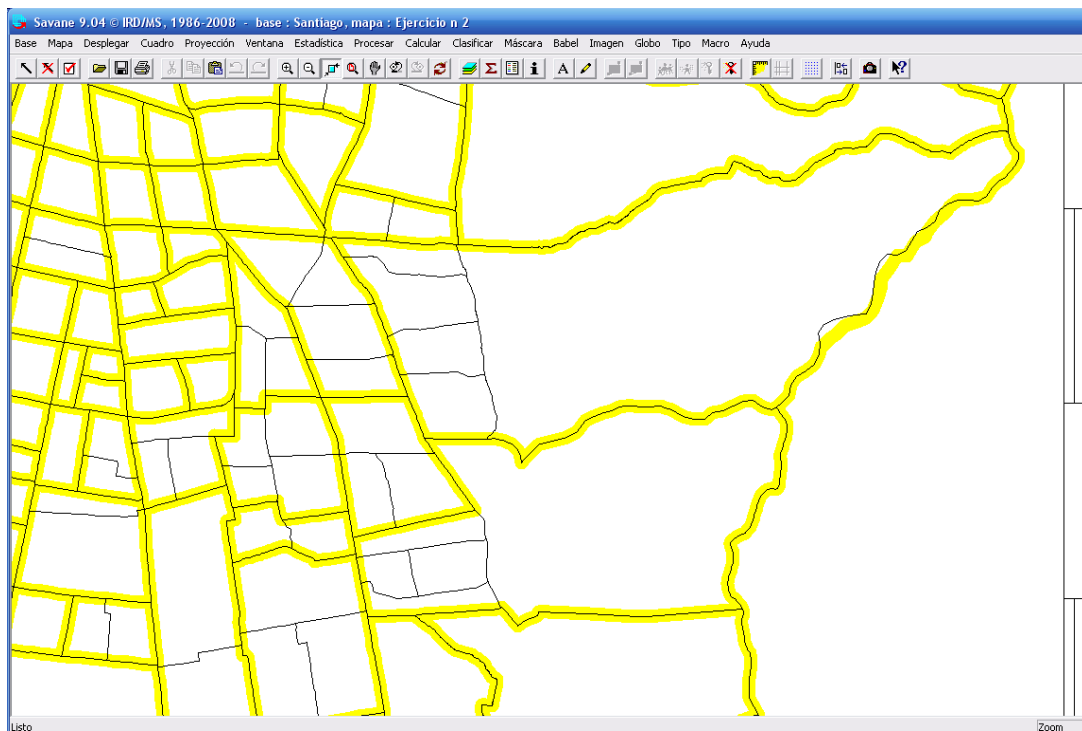 Savane 9.04 © IRD/MS, 1986-2008 - base : Santiago, mapa : Ejercicio n 2
Base Mapa Desplegar Cuadro Proyección Ventana Estadística Procesar Calcular Clasificar Máscara Babel Imagen Globo Tipo Macro Ayuda
Listo Zoom